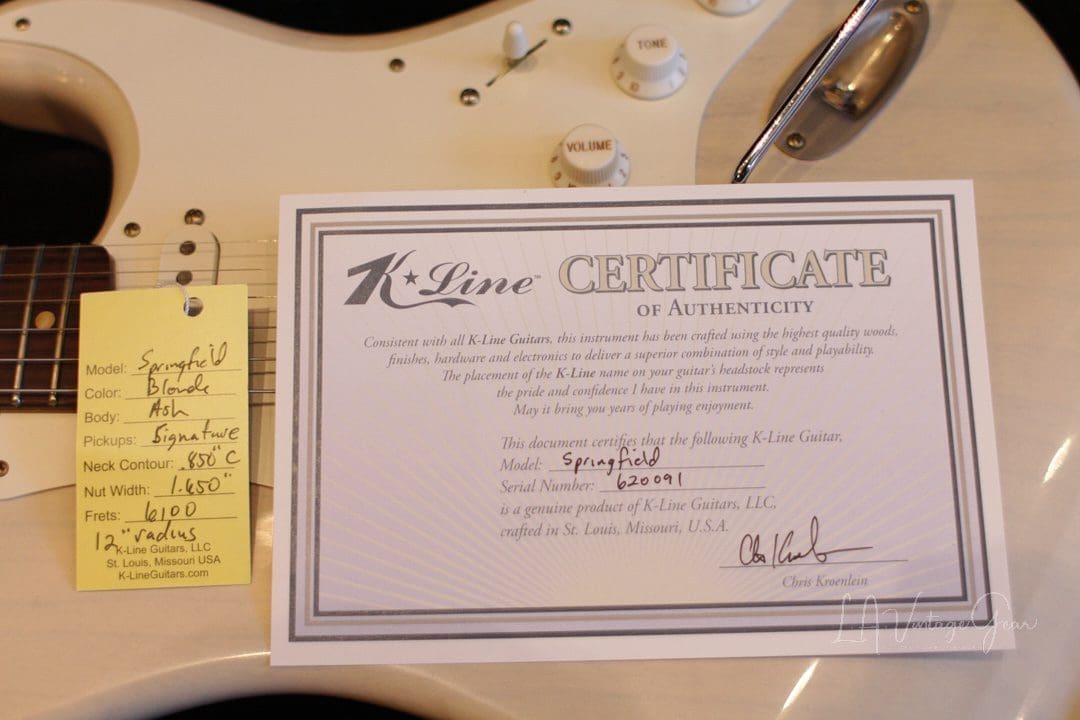 TONE
VOLUME
Model: Springfield
Color: Blonde
Body: Ash
Pickups: Signature
Neck Contour: .850" C
Nut Width: 1.650"
Frets: 6100
12" radius
K-Line Guitars, LLC
St. Louis, Missouri USA
K-LineGuitars.com
K★Line™ CERTIFICATE
OF AUTHENTICITY
Consistent with all K-Line Guitars, this instrument has been crafted using the highest quality woods,
finishes, hardware and electronics to deliver a superior combination of style and playability.
The placement of the K-Line name on your guitar's headstock represents
the pride and confidence I have in this instrument.
May it bring you years of playing enjoyment.
This document certifies that the following K-Line Guitar,
Model: Springfield
Serial Number: 620091
is a genuine product of K-Line Guitars, LLC,
crafted in St. Louis, Missouri, U.S.A.
Chris Kroenlein
L.A. Vintage Gear